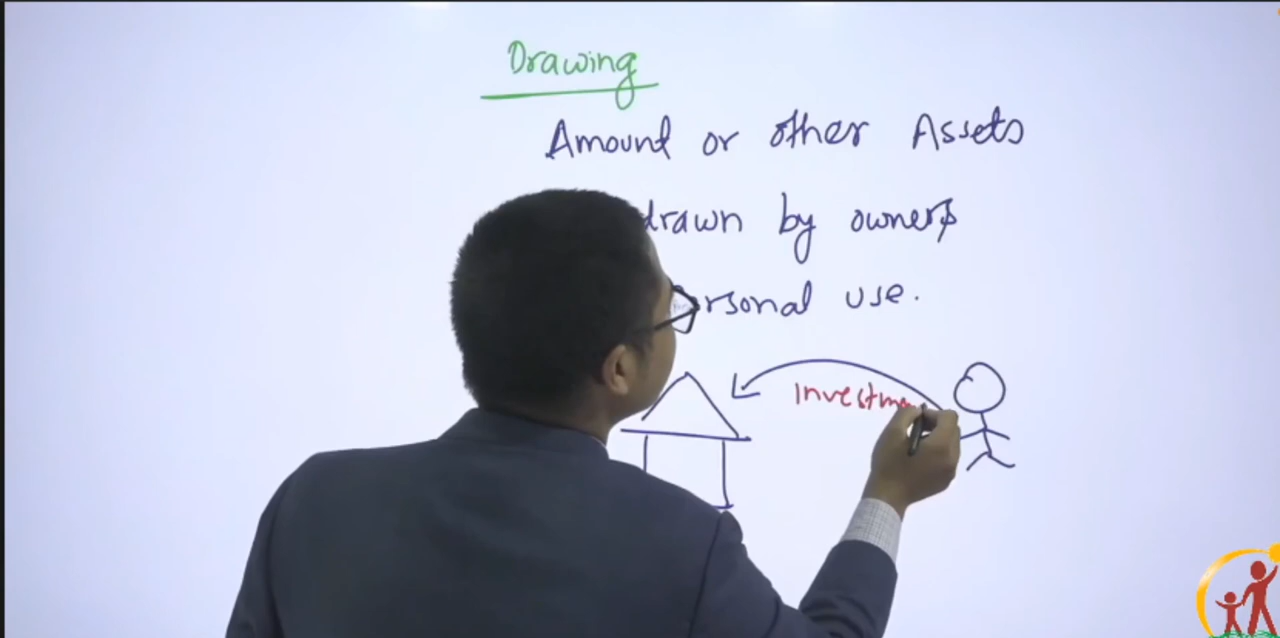 Drawing
Amount or other Assets
drawn by owners
rsonal use.
Investm